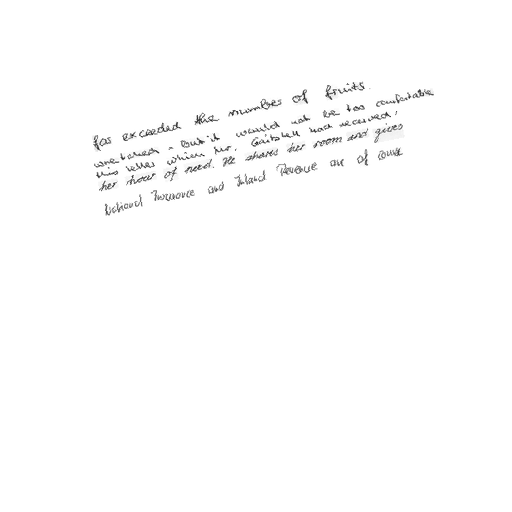 has exceeded the number of fruits.
overtaken - but it would not be too comfortable
this letter which Mr. Gaitskell had received,
her hour of need. He shares her room and gives
National Insurance and Inland Revenue are of course